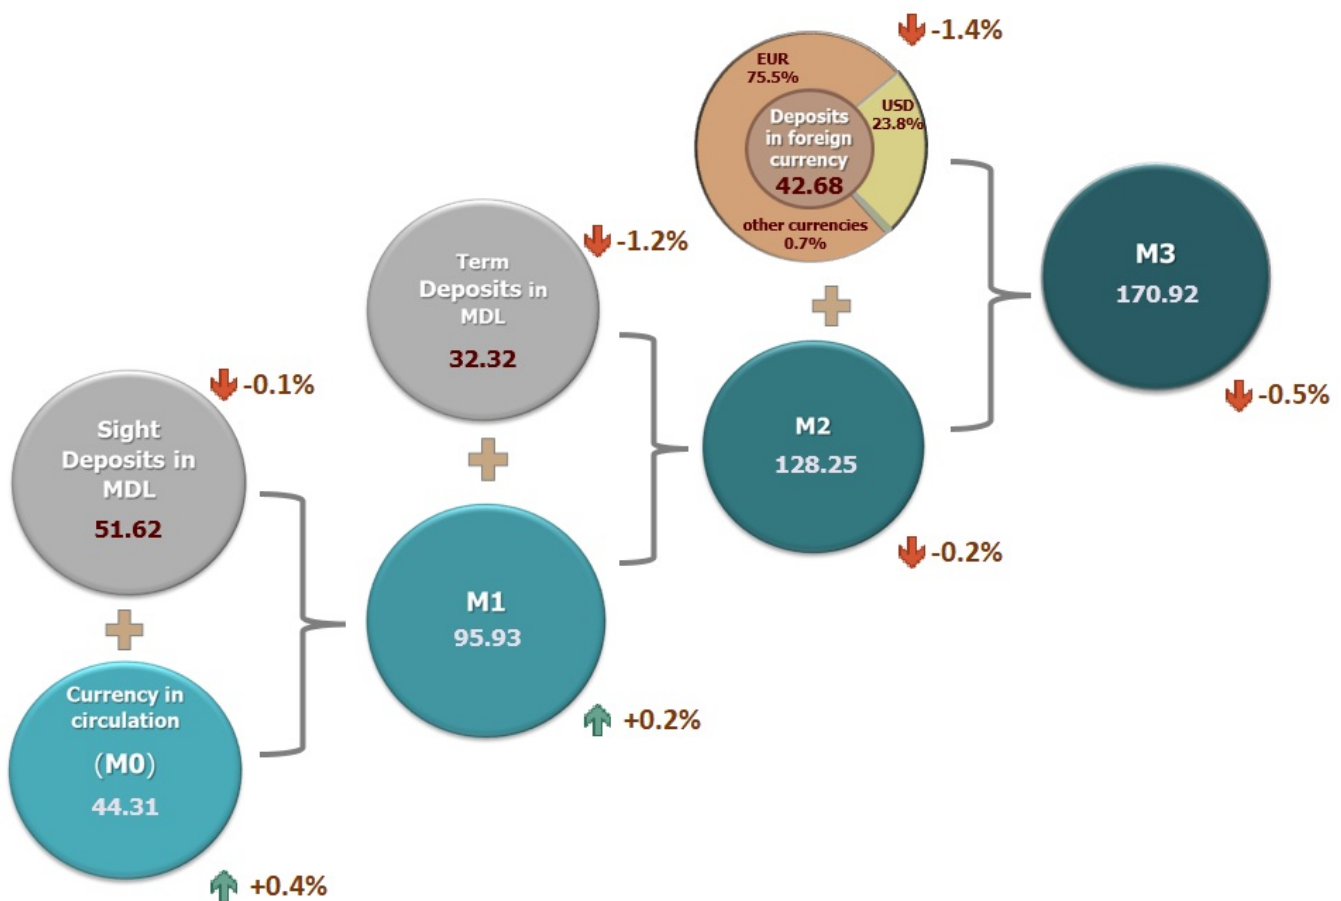 Sight
Deposits in
MDL
51.62
-0.1%
Currency in
circulation
(M0)
44.31
+0.4%
Term
Deposits in
MDL
32.32
-1.2%
M1
95.93
+0.2%
EUR
75.5%
USD
23.8%
Deposits
in foreign
currency
42.68
other currencies
0.7%
-1.4%
M2
128.25
-0.2%
M3
170.92
-0.5%